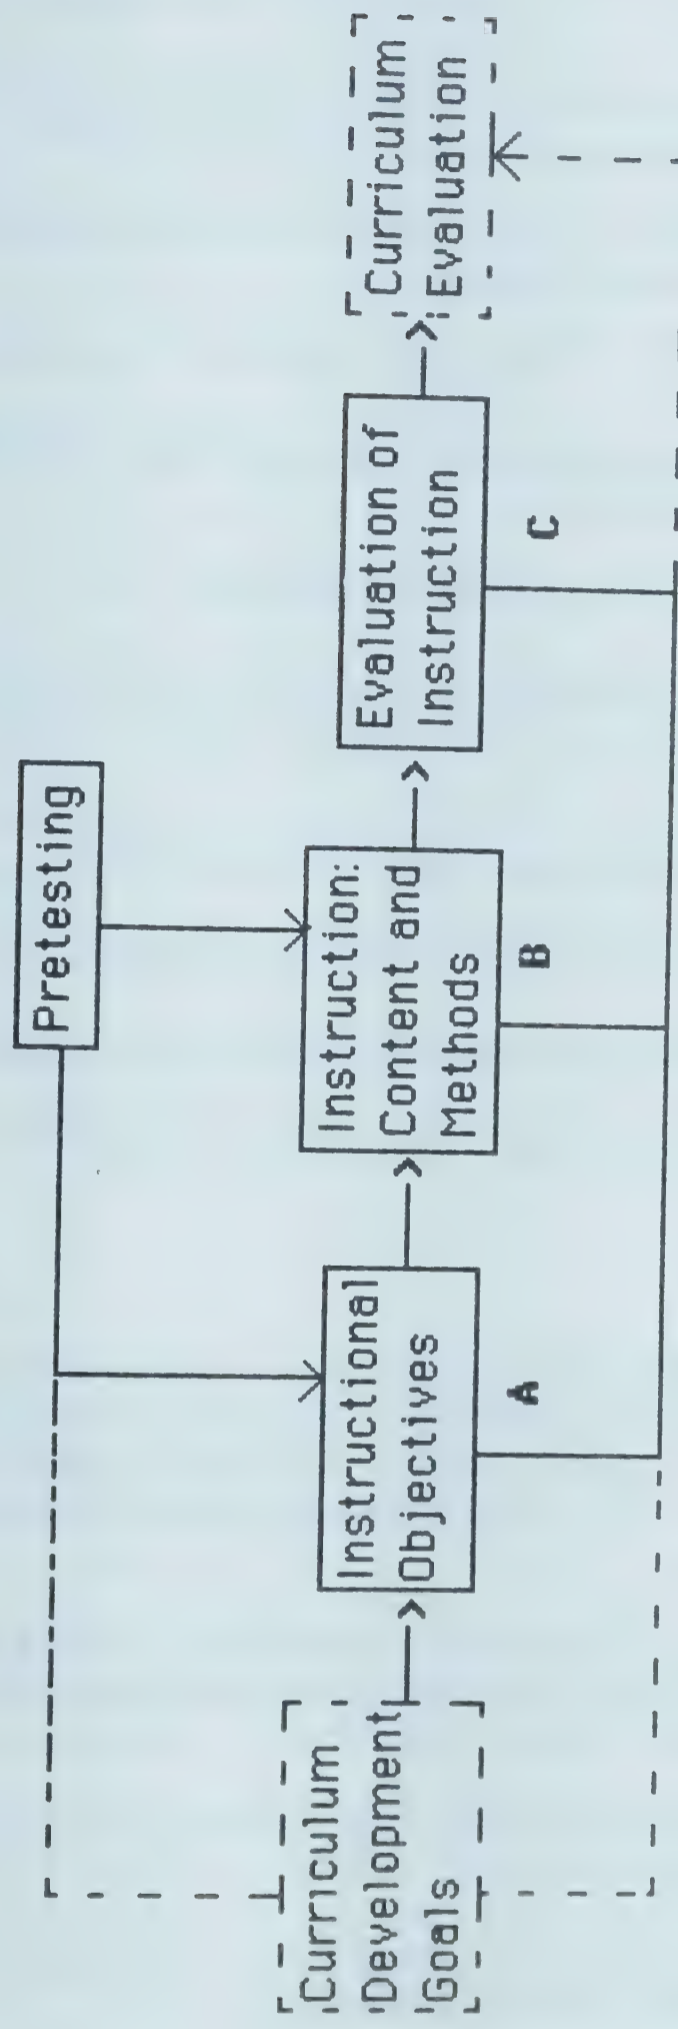 Pretesting
Curriculum
Development
Goals
Instructional
Objectives
Instruction:
Content and
Methods
Evaluation of
Instruction
Curriculum
Evaluation
A
B
C